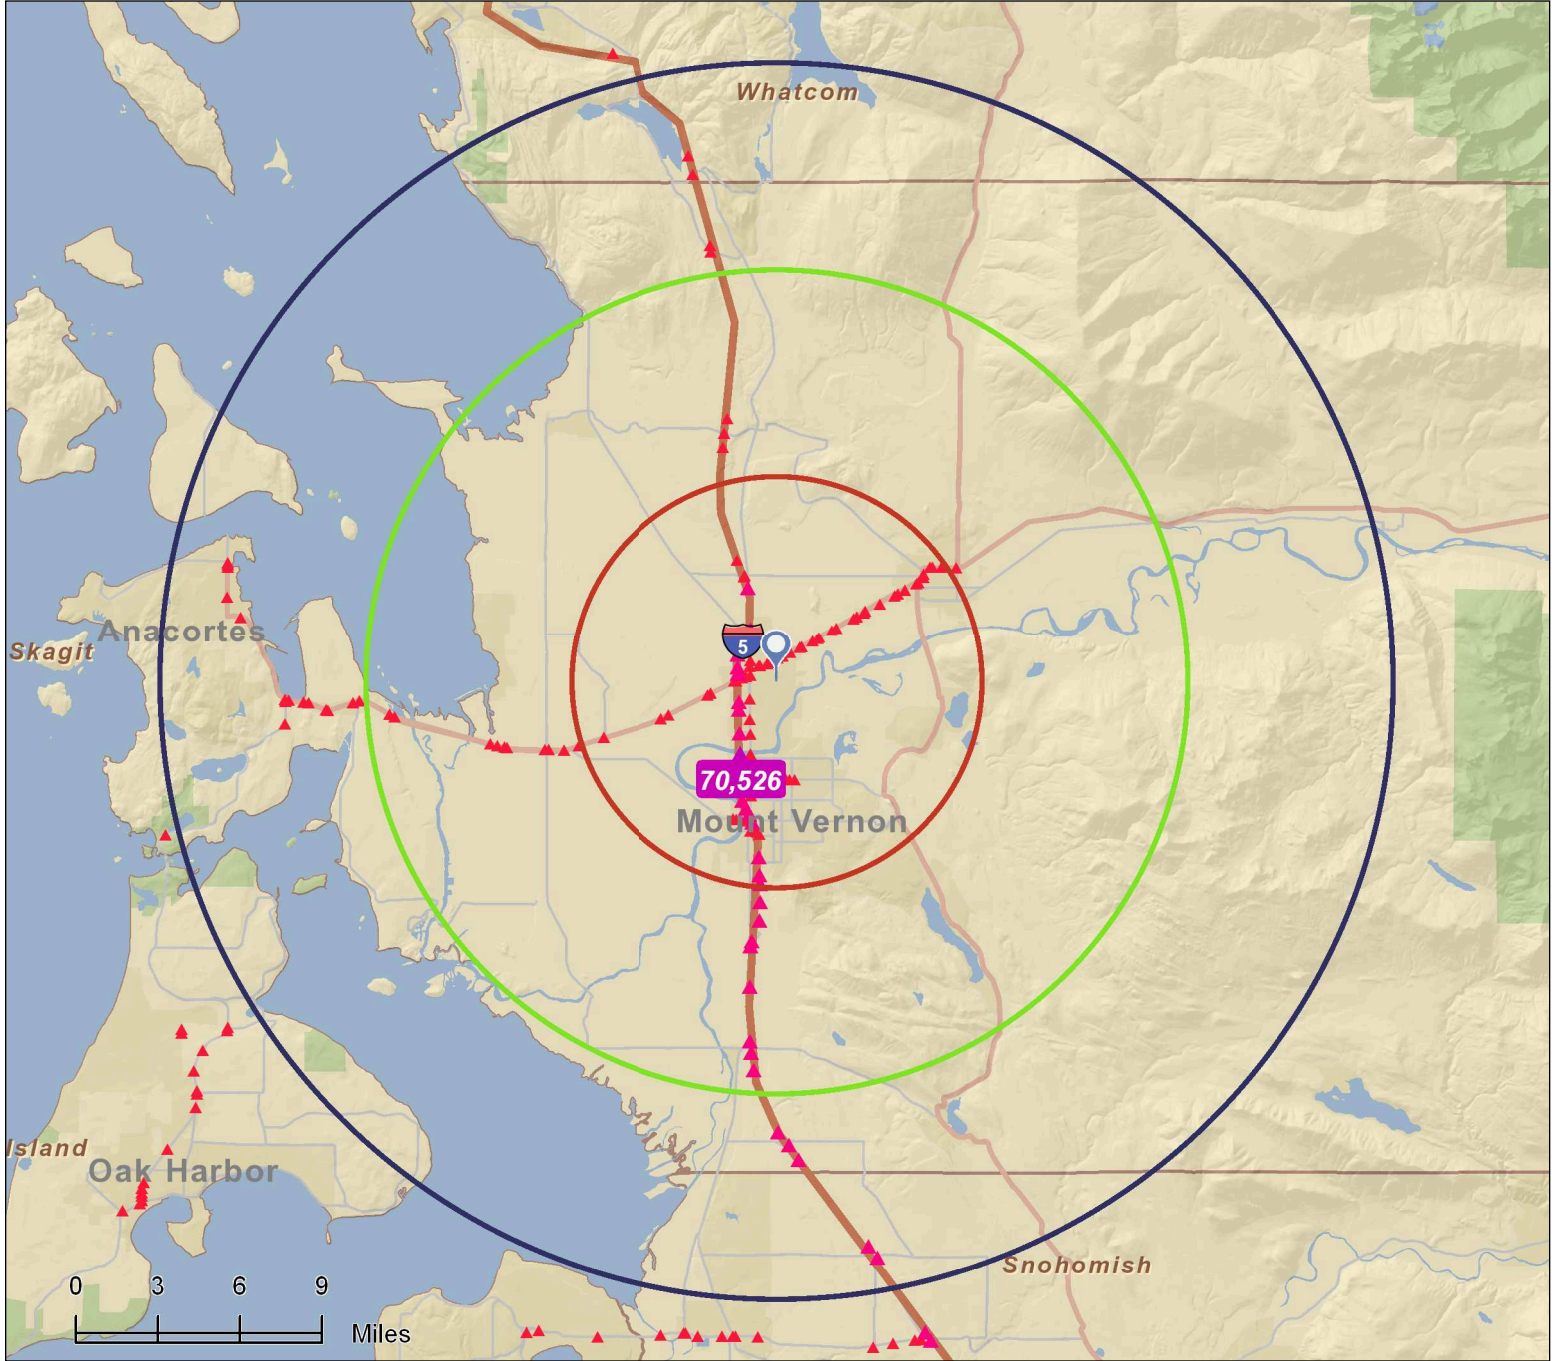 Whatcom
Anacortes
Skagit
5
70,526
Mount Vernon
Island
Oak Harbor
Snohomish
0 3 6 9
Miles